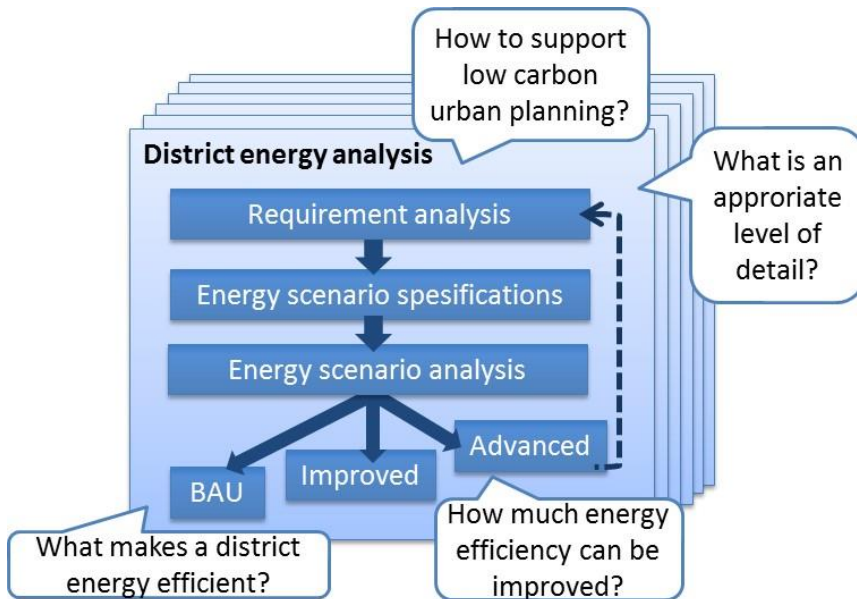 How to support
low carbon
urban planning?
District energy analysis
What is an
approriate
level of
detail?
Requirement analysis
Energy scenario spesifications
Energy scenario analysis
BAU
Improved
Advanced
What makes a district
energy efficient?
How much energy
efficiency can be
improved?